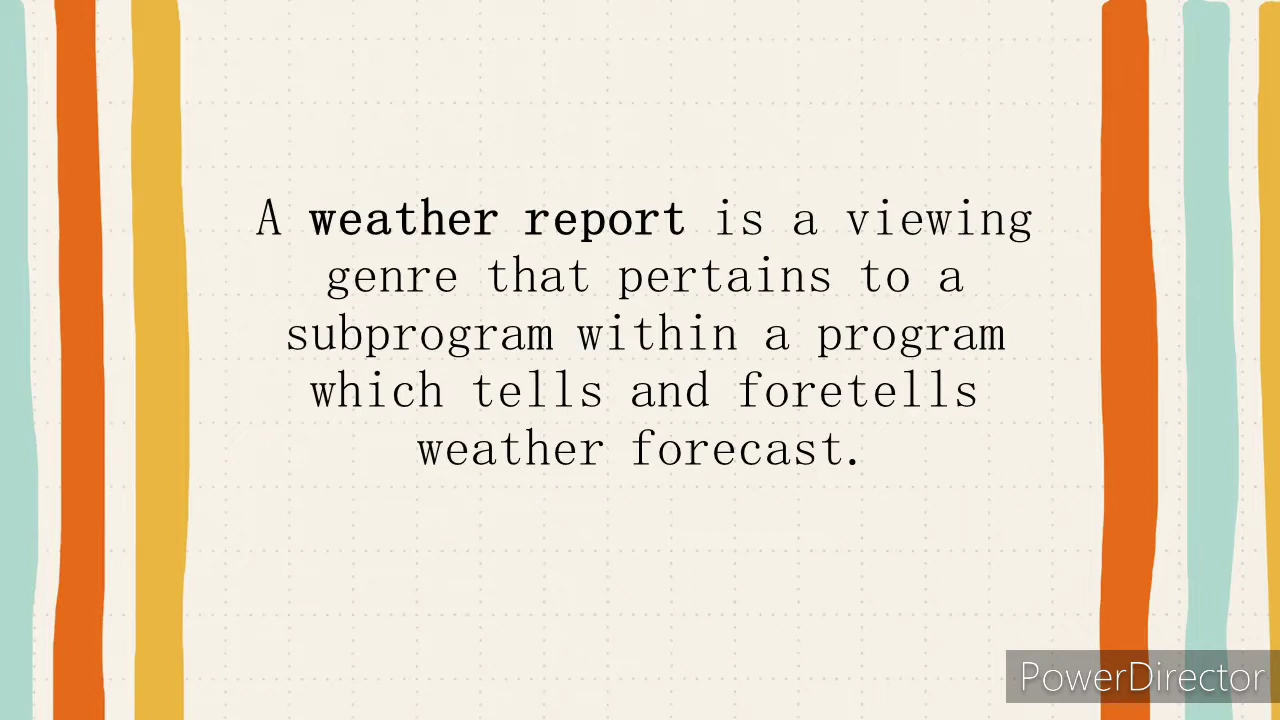 A weather report is a viewing
genre that pertains to a
subprogram within a program
which tells and foretells
weather forecast.
PowerDirector